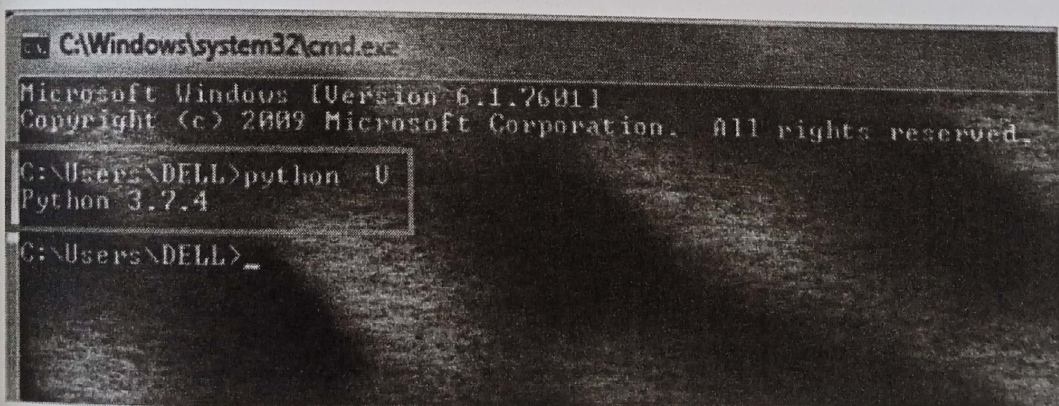 C:\Windows\system32\cmd.exe
Microsoft Windows [Version 6.1.7601]
Copyright (c) 2009 Microsoft Corporation. All rights reserved.
C:\Users\DELL>python V
Python 3.7.4
C:\Users\DELL>_